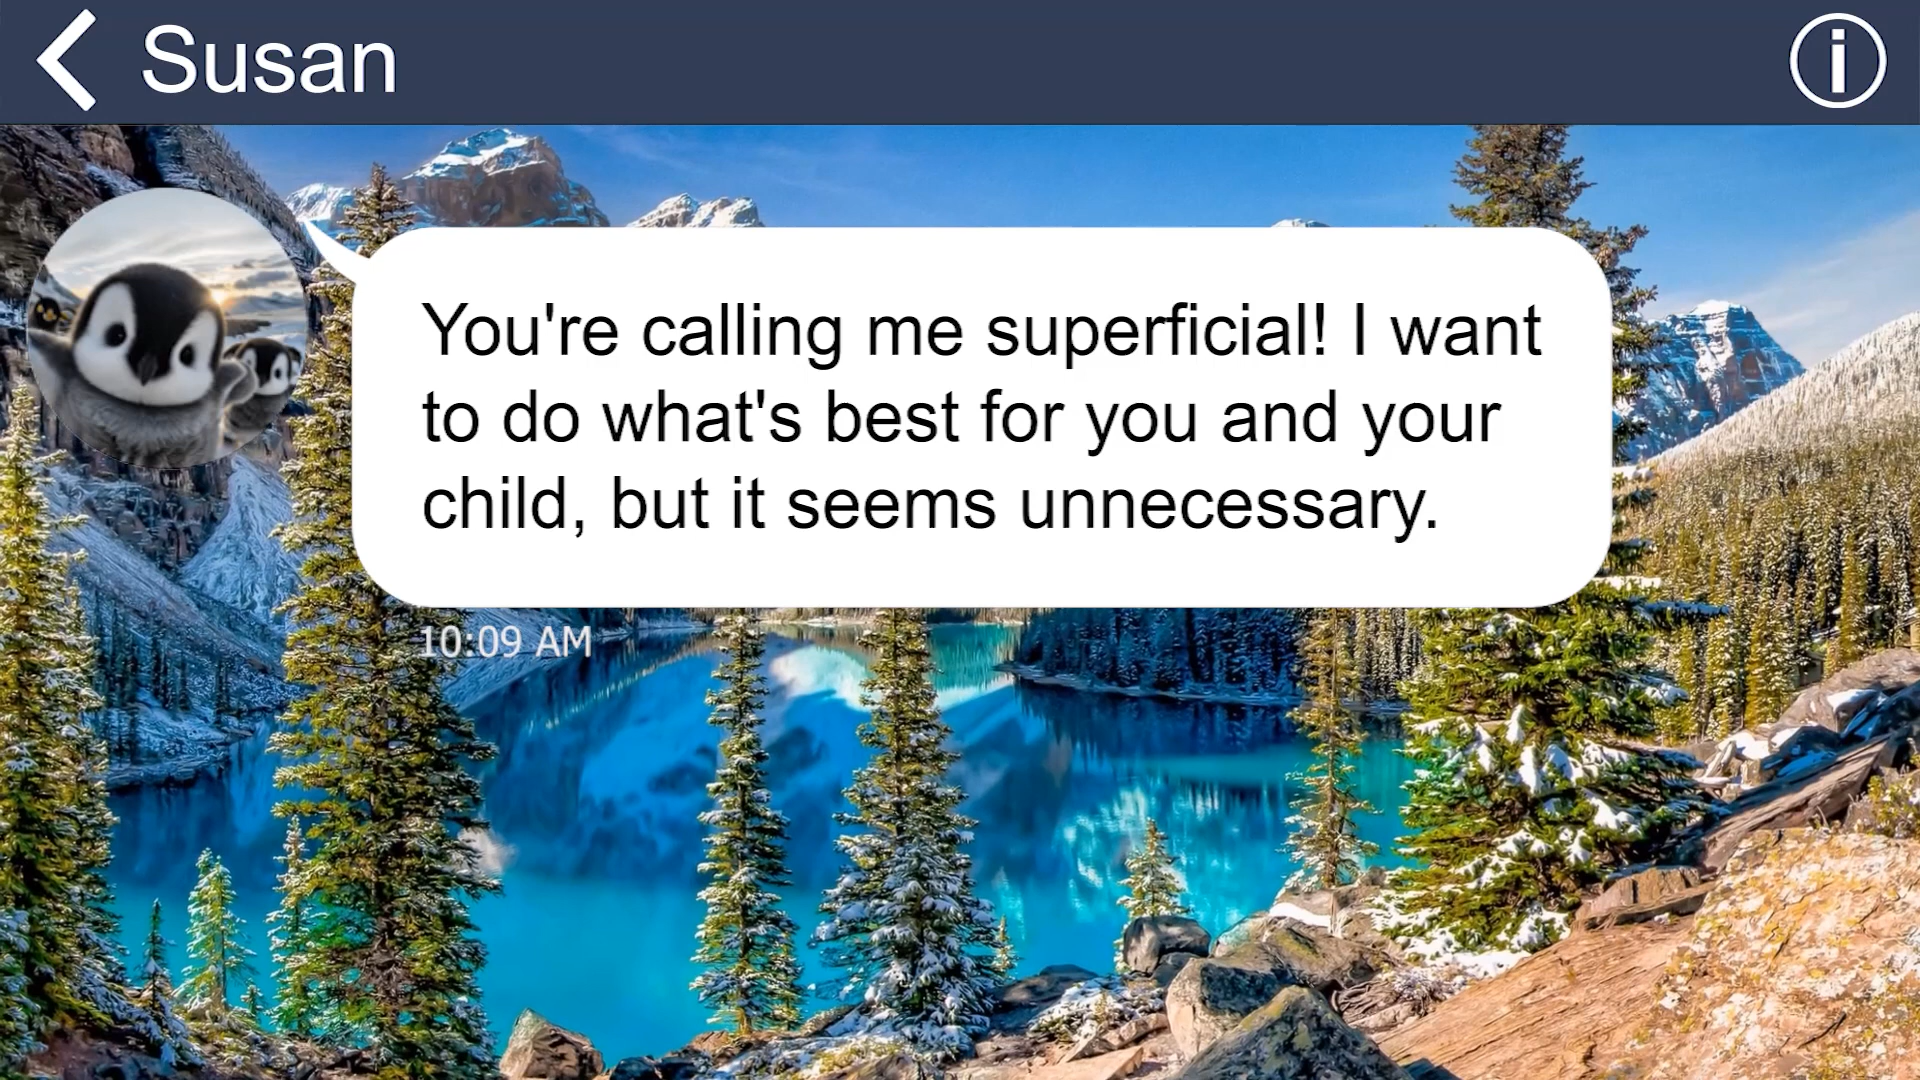 Susan
You're calling me superficial! I want
to do what's best for you and your
child, but it seems unnecessary.
10:09 AM